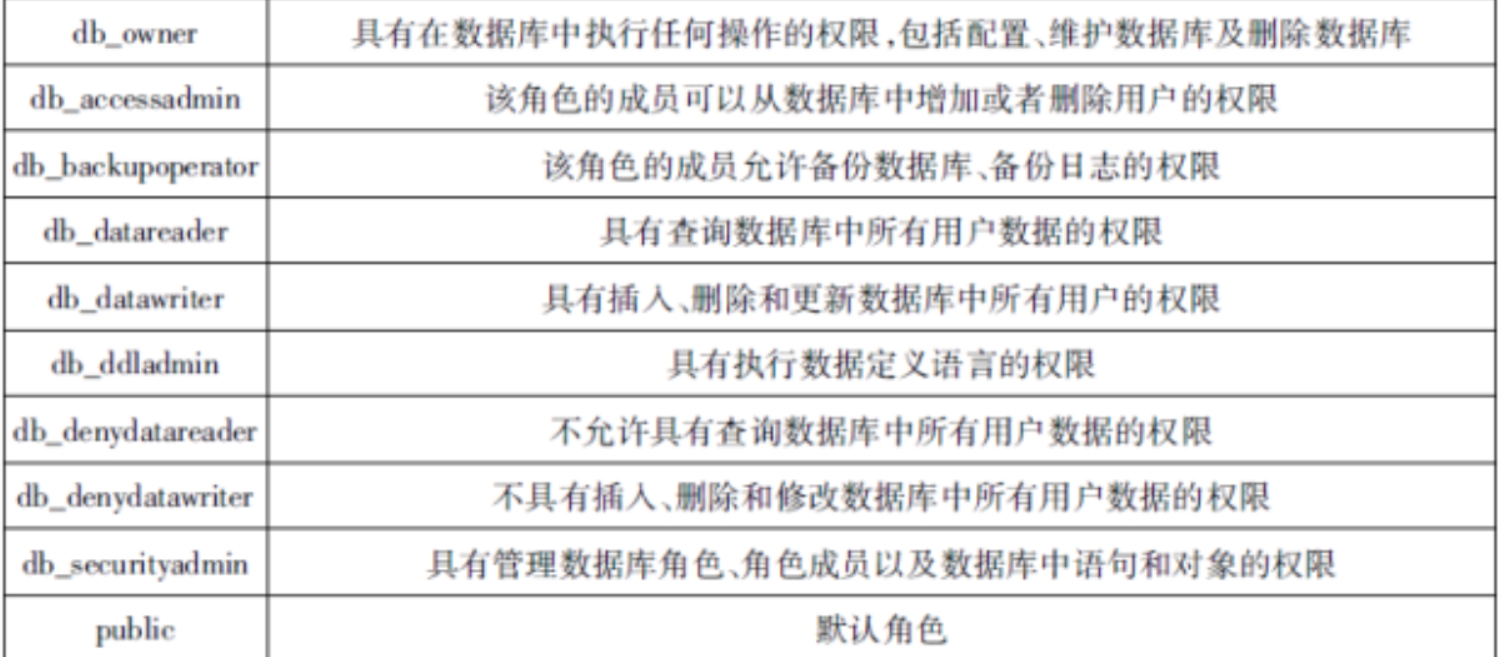 db_owner 具有在数据库中执行任何操作的权限,包括配置、维护数据库及删除数据库
db_accessadmin 该角色的成员可以从数据库中增加或者删除用户的权限
db_backupoperator 该角色的成员允许备份数据库、备份日志的权限
db_datareader 具有查询数据库中所有用户数据的权限
db_datawriter 具有插入、删除和更新数据库中所有用户的权限
db_ddladmin 具有执行数据定义语言的权限
db_denydatareader 不允许具有查询数据库中所有用户数据的权限
db_denydatawriter 不具有插入、删除和修改数据库中所有用户数据的权限
db_securityadmin 具有管理数据库角色、角色成员以及数据库中语句和对象的权限
public 默认角色